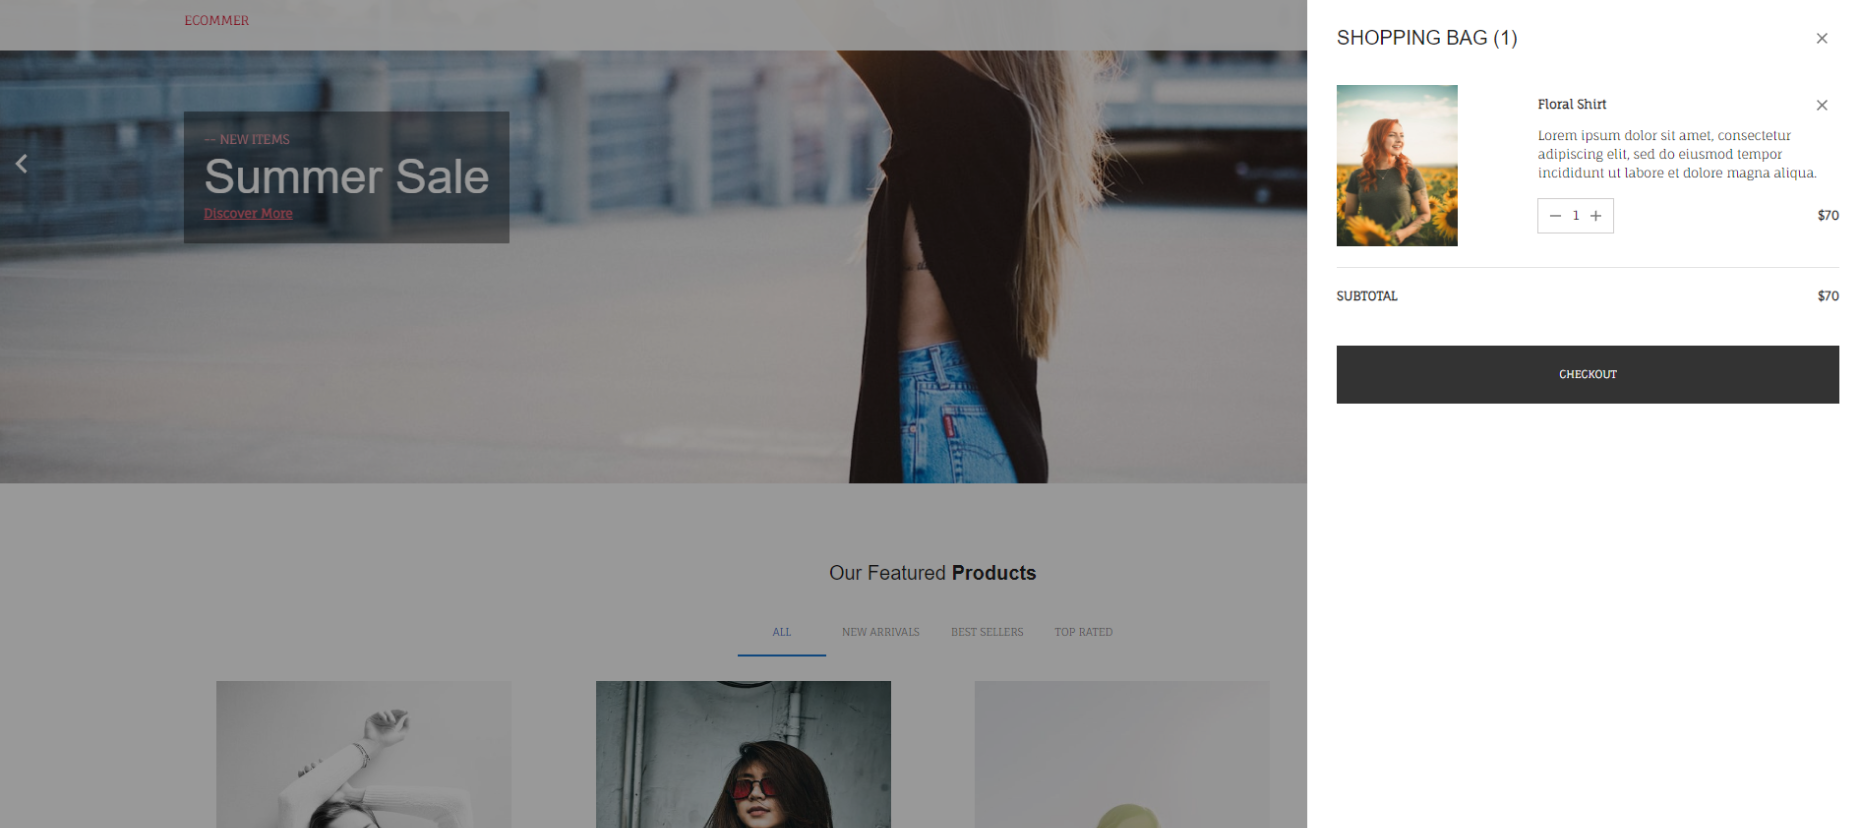 ECOMMER
-- NEW ITEMS
Summer Sale
Discover More
Our Featured Products
ALL NEW ARRIVALS BEST SELLERS TOP RATED
SHOPPING BAG (1)
Floral Shirt
Lorem ipsum dolor sit amet, consectetur
adipiscing elit, sed do eiusmod tempor
incididunt ut labore et dolore magna aliqua.
1 $70
SUBTOTAL $70
CHECKOUT